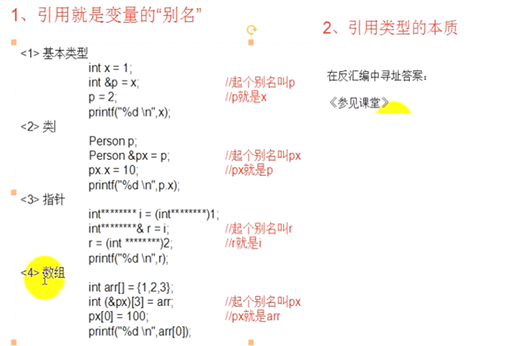 1、引用就是变量的“别名”
<1> 基本类型
int x = 1;
int &p = x; //起个别名叫p
p = 2; //p就是x
printf("%d \n",x);
<2> 类
Person p;
Person &px = p; //起个别名叫px
px.x = 10; //px就是p
printf("%d \n",p.x);
<3> 指针
int******** i = (int********)1;
int********& r = i; //起个别名叫r
r = (int ********)2; //r就是i
printf("%d \n",r);
<4> 数组
int arr[] = {1,2,3};
int (&px)[3] = arr; //起个别名叫px
px[0] = 100; //px就是arr
printf("%d \n",arr[0]);
2、引用类型的本质
在反汇编中寻址答案：
《参见课堂》